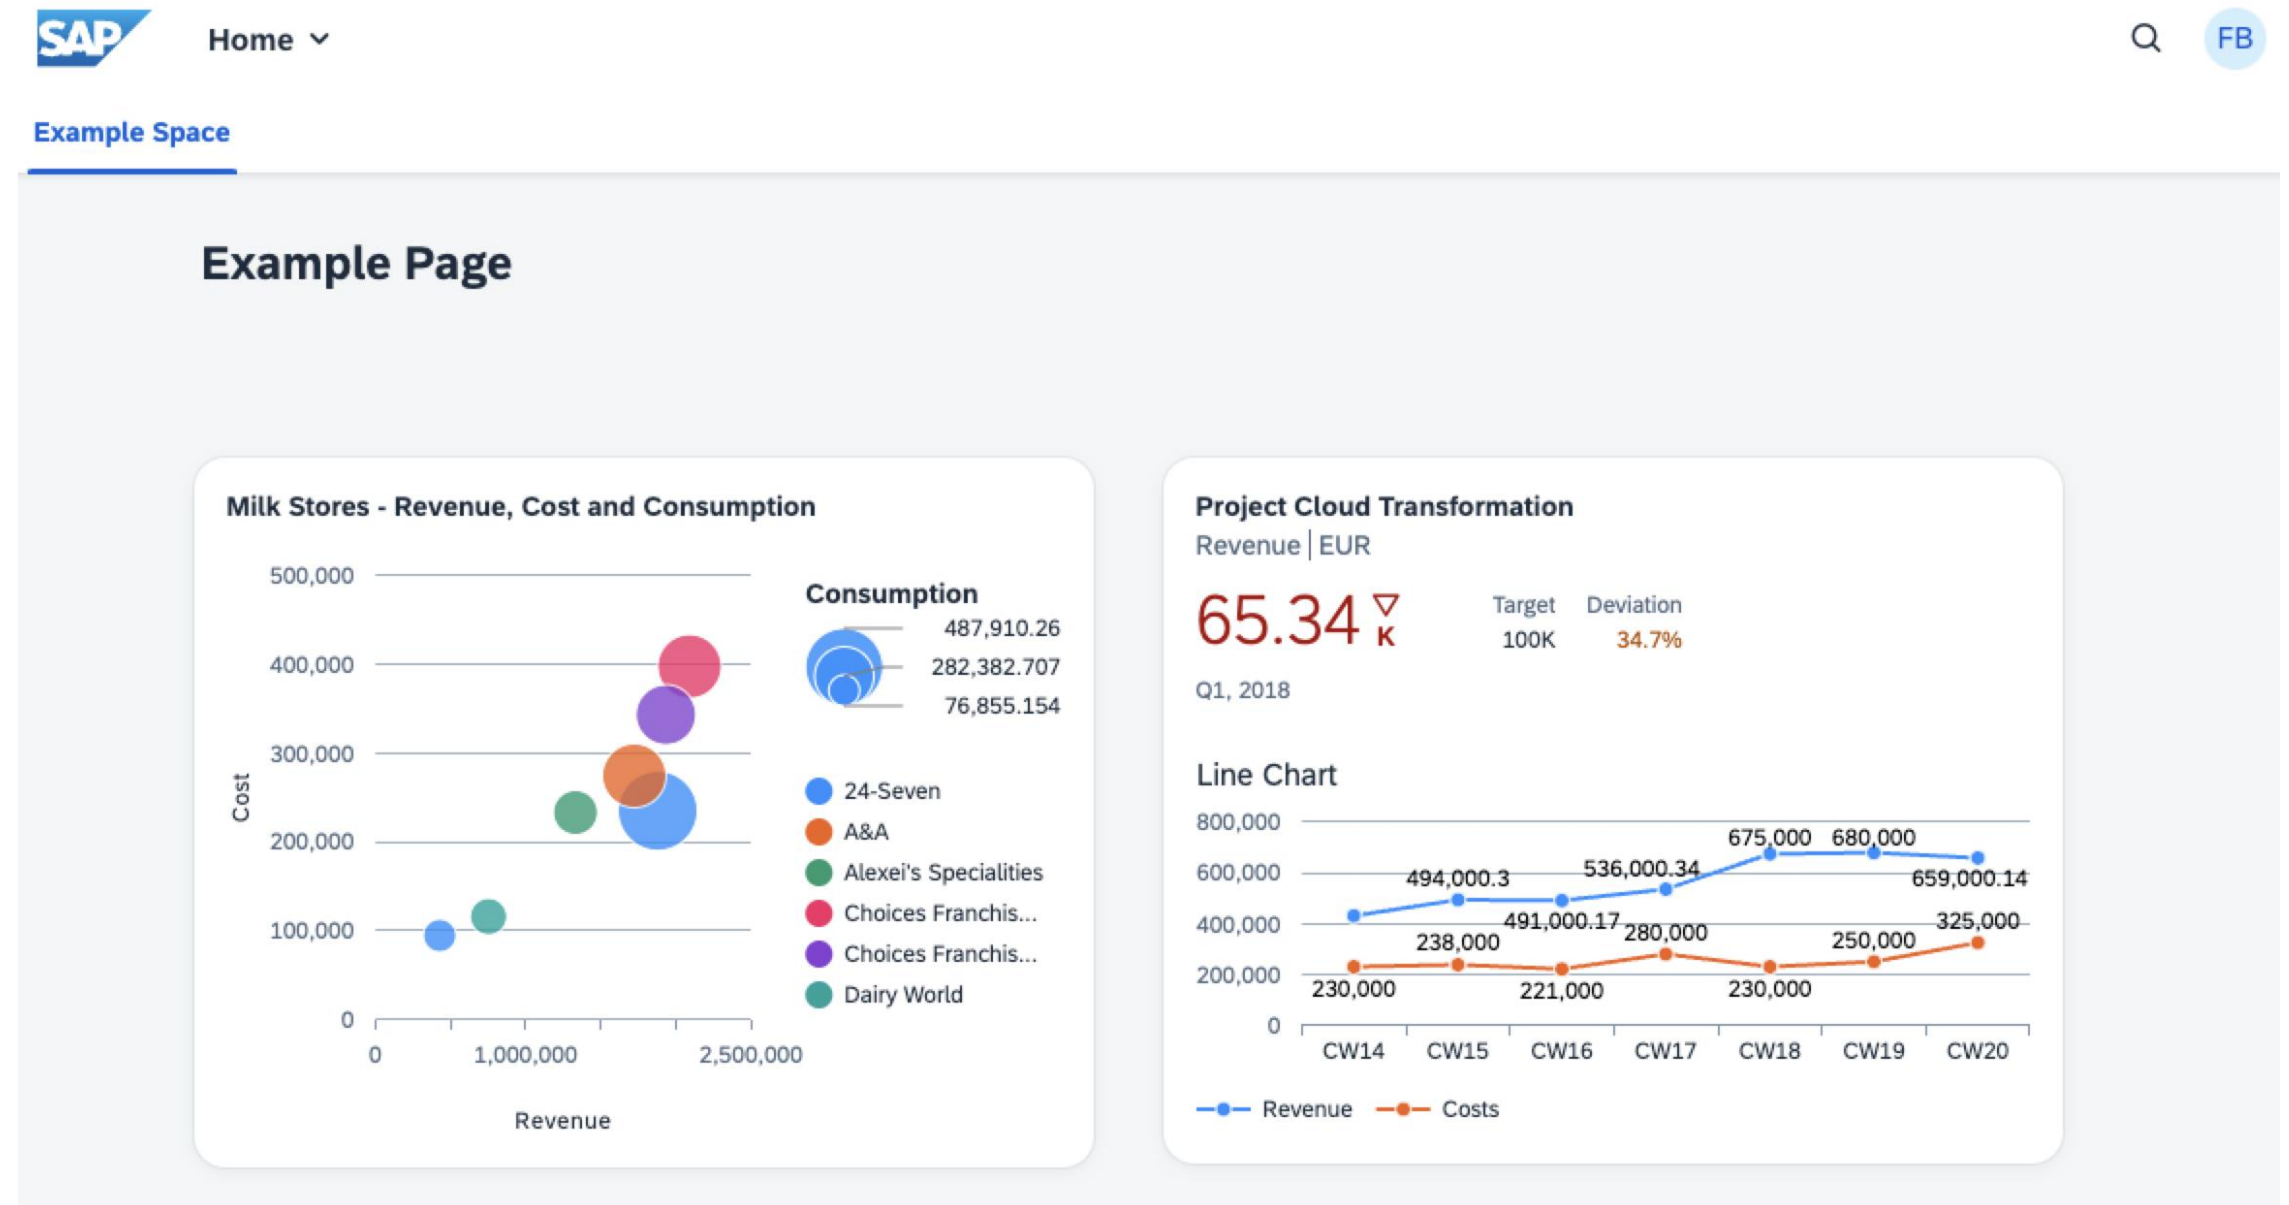 SAP
Home
FB
Example Space
Example Page
Milk Stores - Revenue, Cost and Consumption
500,000
400,000
300,000
200,000
100,000
0
Cost
0
1,000,000
2,500,000
Revenue
Consumption
487,910.26
282,382.707
76,855.154
24-Seven
A&A
Alexei's Specialities
Choices Franchis...
Choices Franchis...
Dairy World
Project Cloud Transformation
Revenue | EUR
65.34 K
Target Deviation
100K 34.7%
Q1, 2018
Line Chart
800,000
600,000
400,000
200,000
0
494,000.3
491,000.17
536,000.34
675,000
680,000
659,000.14
230,000
238,000
221,000
280,000
230,000
250,000
325,000
CW14 CW15 CW16 CW17 CW18 CW19 CW20
Revenue Costs